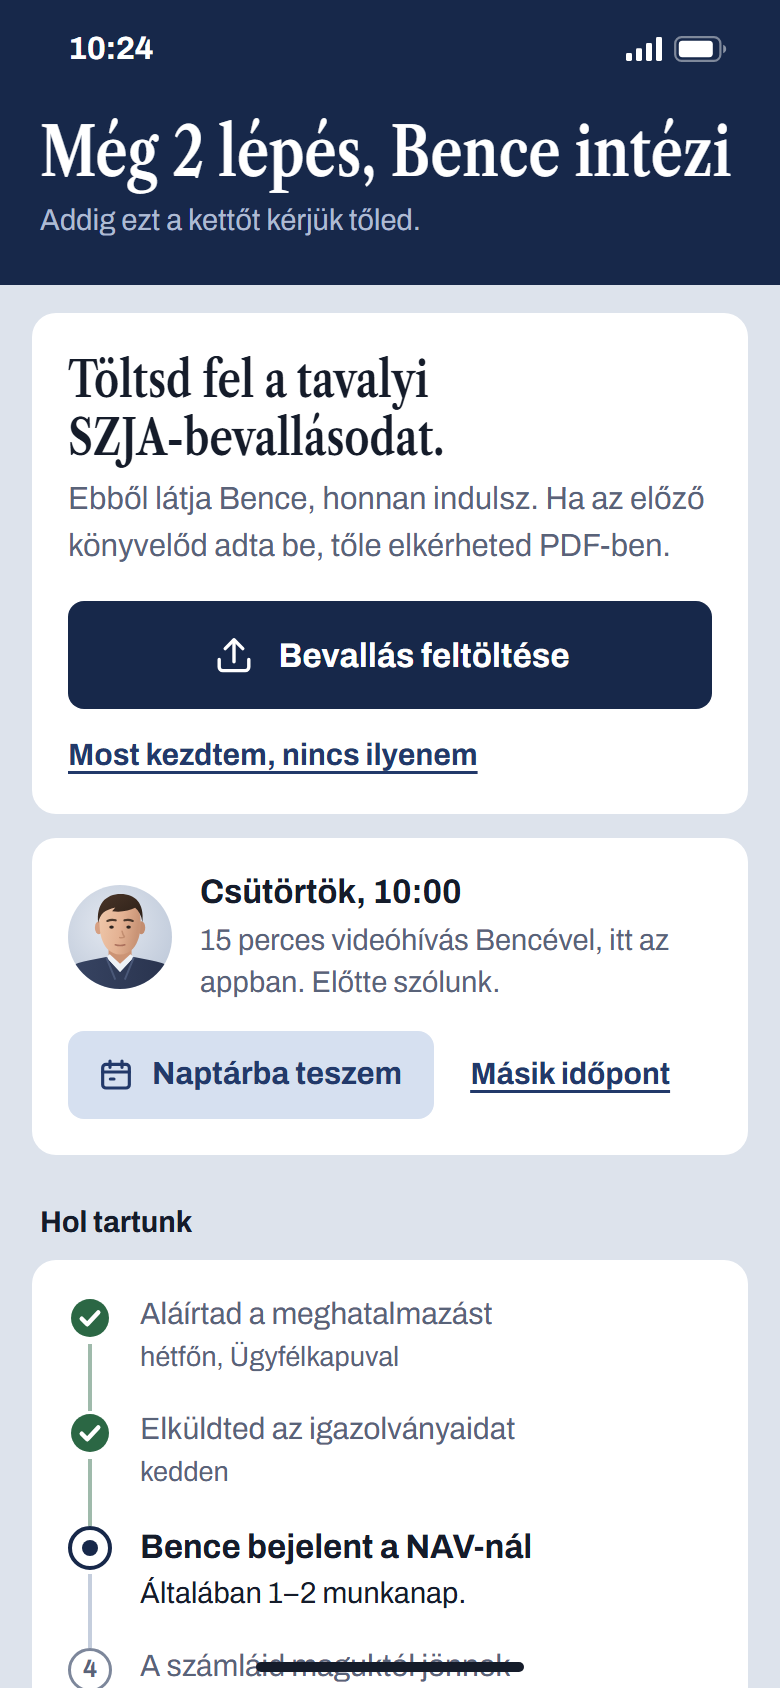 10:24
Még 2 lépés, Bence intézi
Addig ezt a kettőt kérjük tőled.
Töltsd fel a tavalyi
SZJA-bevallásodat.
Ebből látja Bence, honnan indulsz. Ha az előző
könyvelőd adta be, tőle elkérheted PDF-ben.
Bevallás feltöltése
Most kezdtem, nincs ilyenem
Csütörtök, 10:00
15 perces videóhívás Bencével, itt az
appban. Előtte szólunk.
Naptárba teszem
Másik időpont
Hol tartunk
Aláírtad a meghatalmazást
hétfőn, Ügyfélkapuval
Elküldted az igazolványaidat
kedden
Bence bejelent a NAV-nál
Általában 1–2 munkanap.
4 A számláid maguktól jönnek